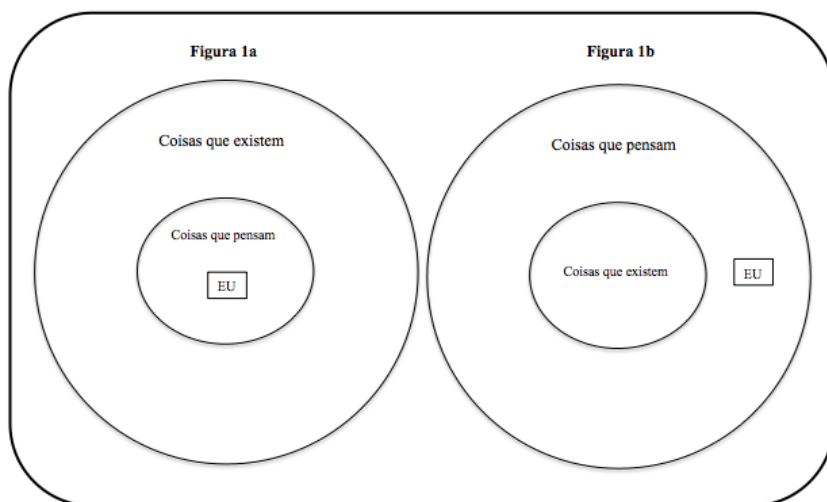 Figura 1a
Coisas que existem
Coisas que pensam
EU
Figura 1b
Coisas que pensam
Coisas que existem
EU